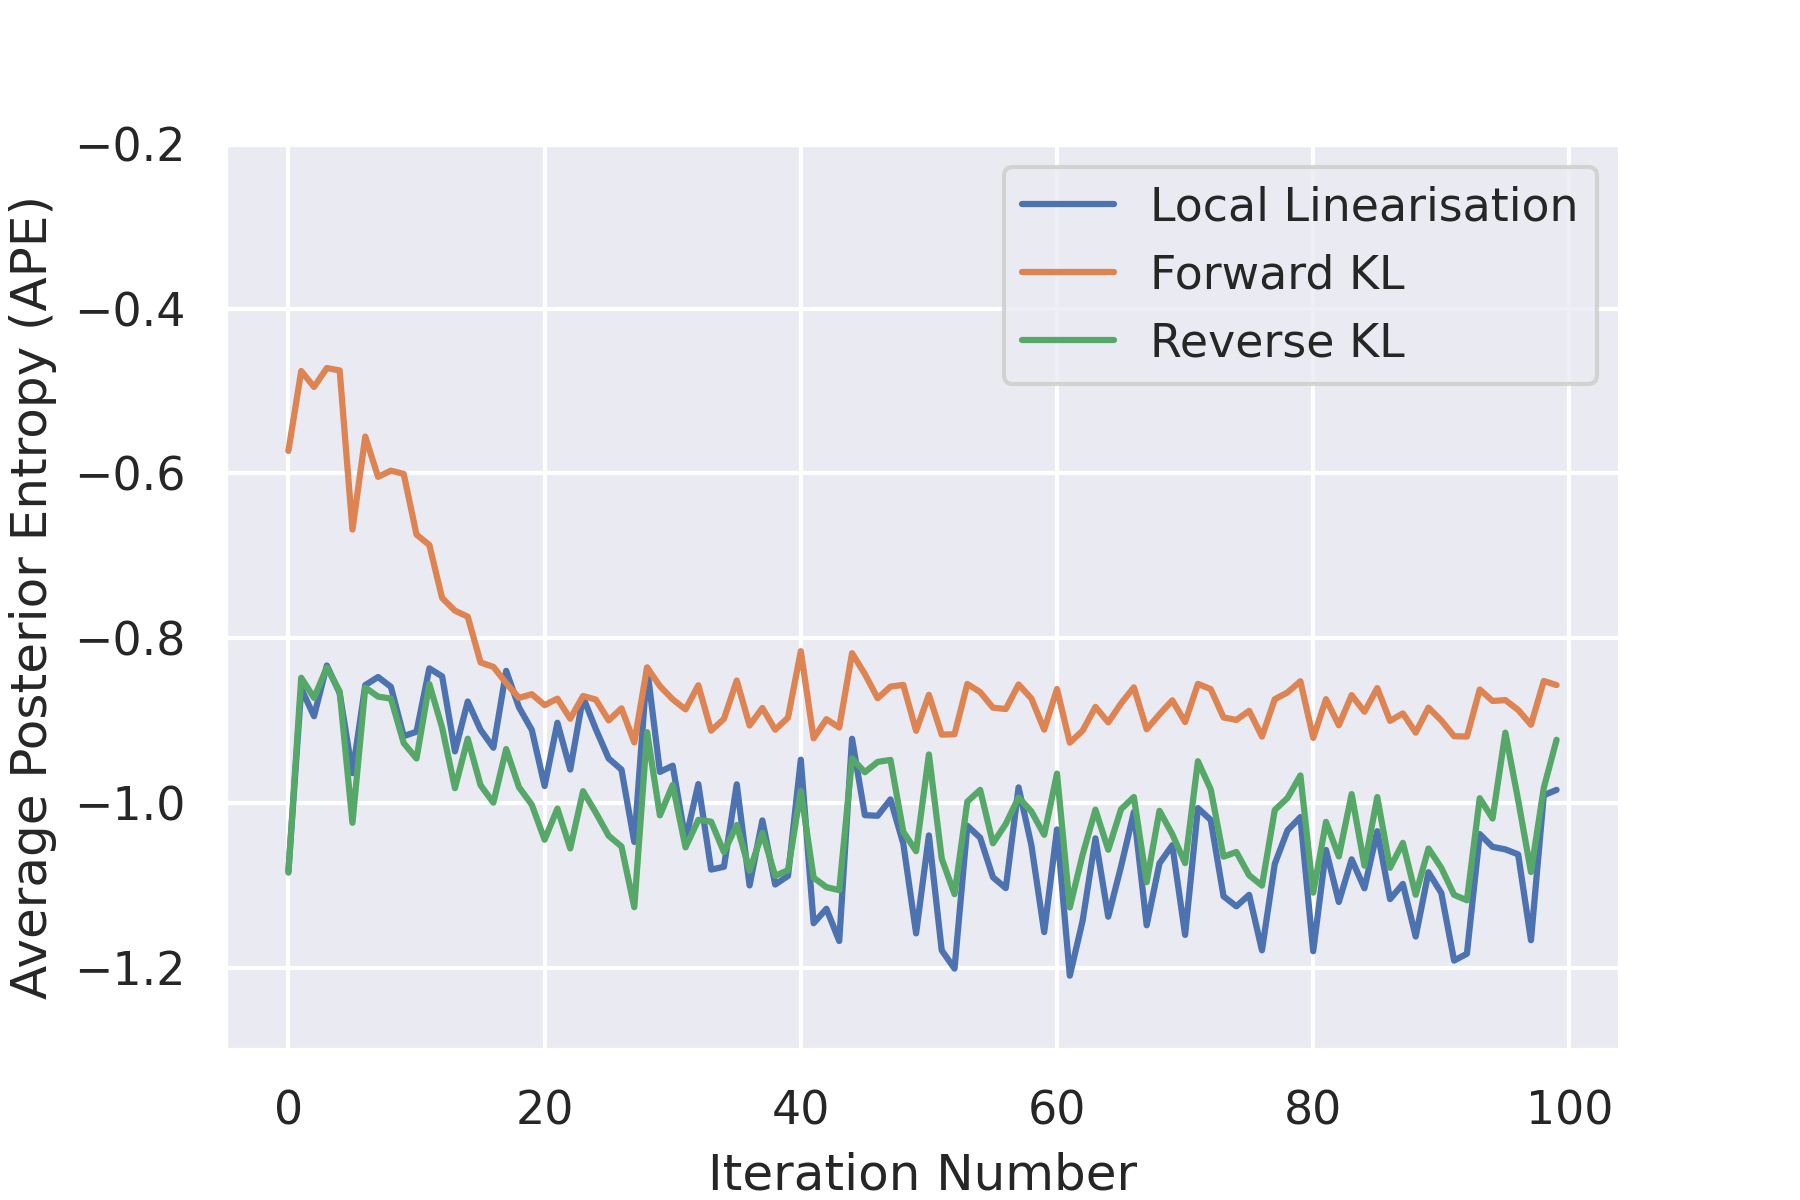 Average Posterior Entropy (APE)
−0.2
−0.4
−0.6
−0.8
−1.0
−1.2
Local Linearisation
Forward KL
Reverse KL
0 20 40 60 80 100
Iteration Number